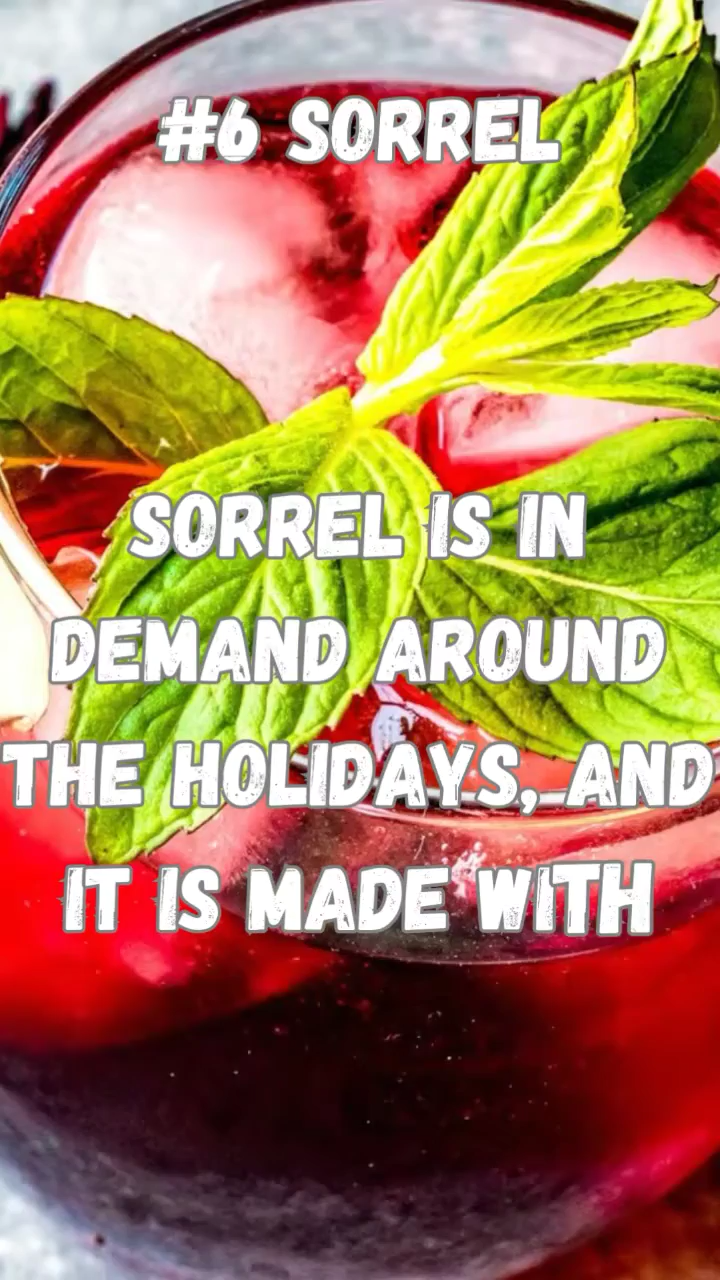 #6 SORREL
SORREL IS IN
DEMAND AROUND
THE HOLIDAYS, AND
IT IS MADE WITH